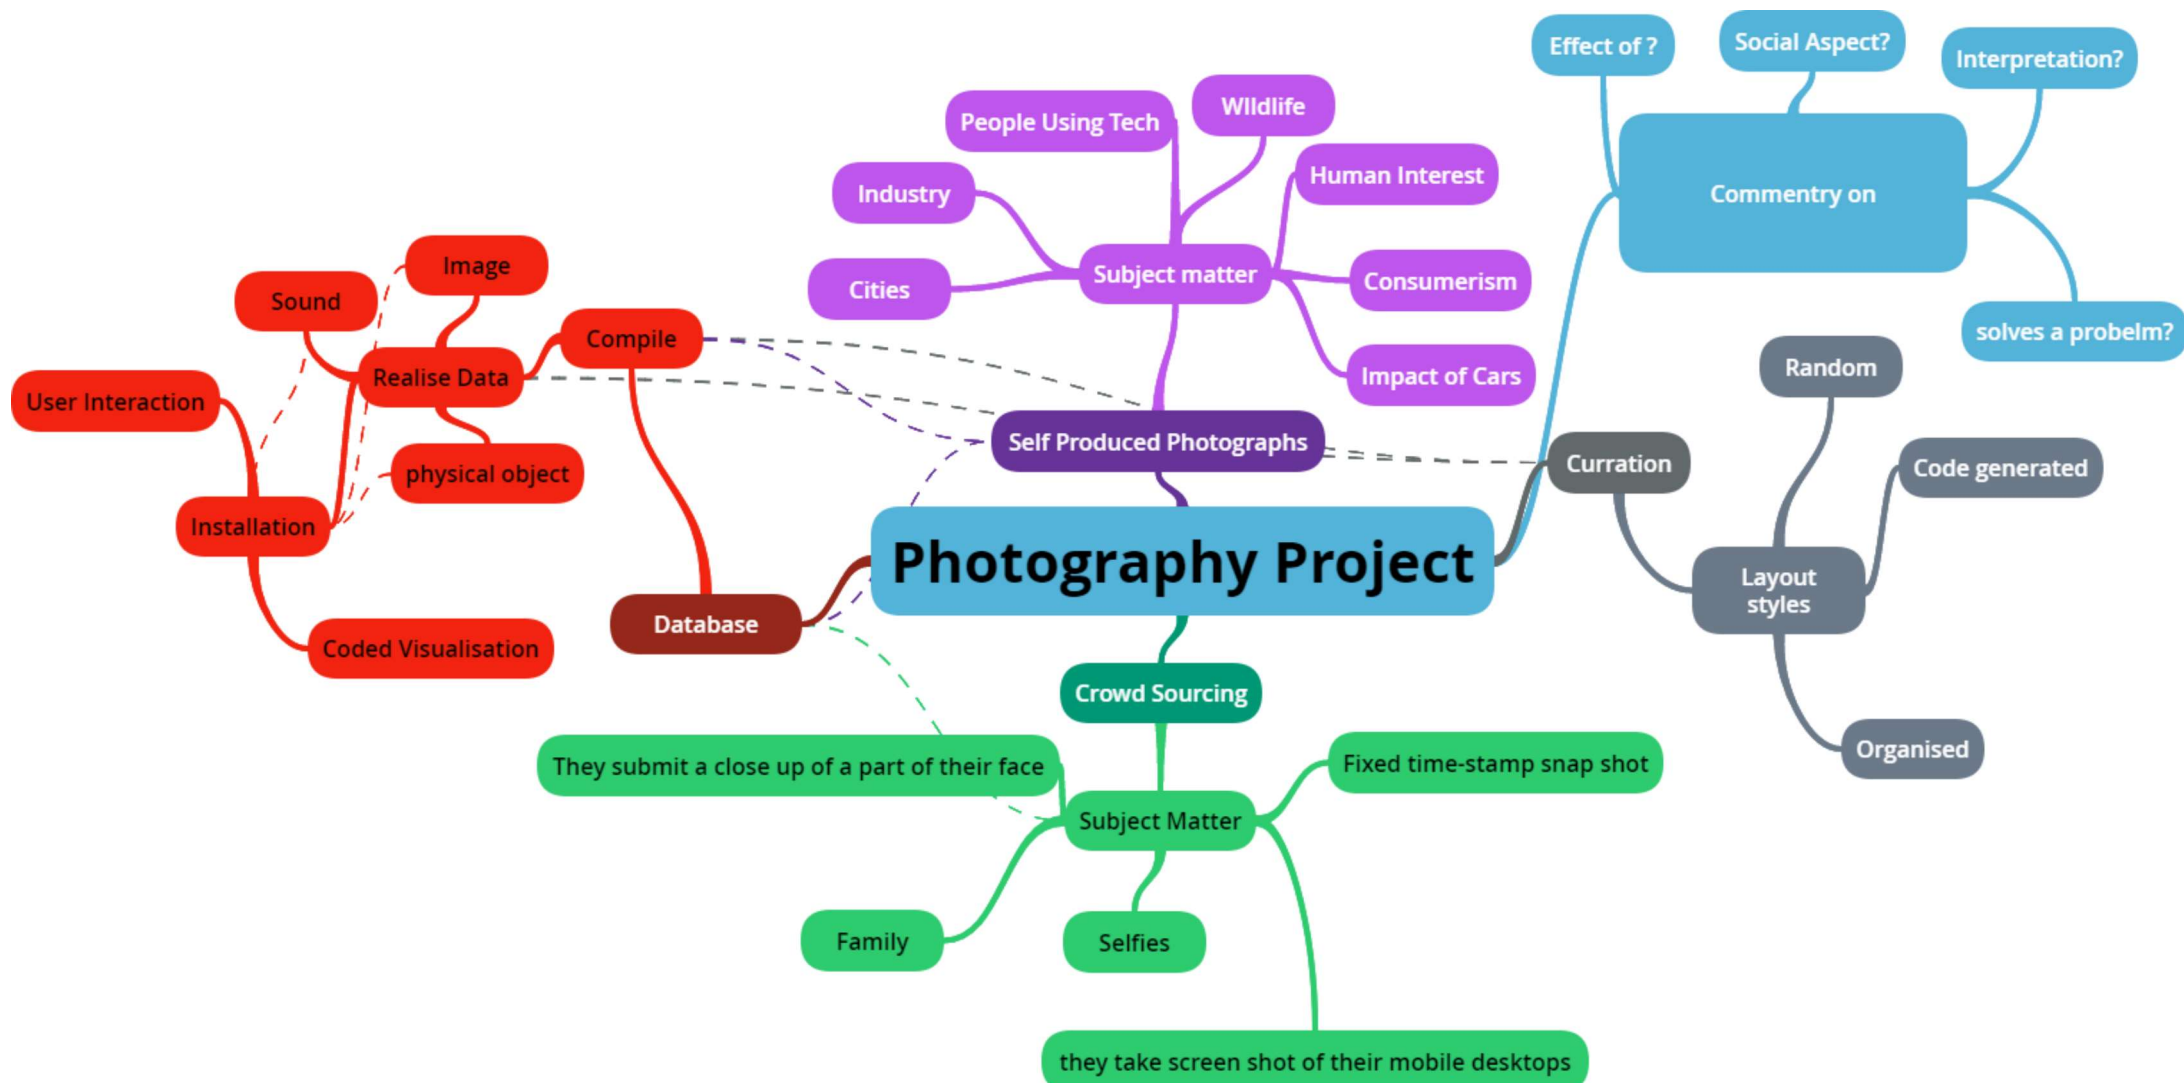 Effect of ?
Social Aspect?
Interpretation?
People Using Tech
WIldlife
Human Interest
Industry
Commentry on
Subject matter
Cities
Consumerism
Image
Sound
Compile
solves a probelm?
Realise Data
Impact of Cars
Random
User Interaction
Self Produced Photographs
Curration
Code generated
physical object
Installation
Photography Project
Layout
styles
Database
Coded Visualisation
Crowd Sourcing
Organised
They submit a close up of a part of their face
Fixed time-stamp snap shot
Subject Matter
Family
Selfies
they take screen shot of their mobile desktops